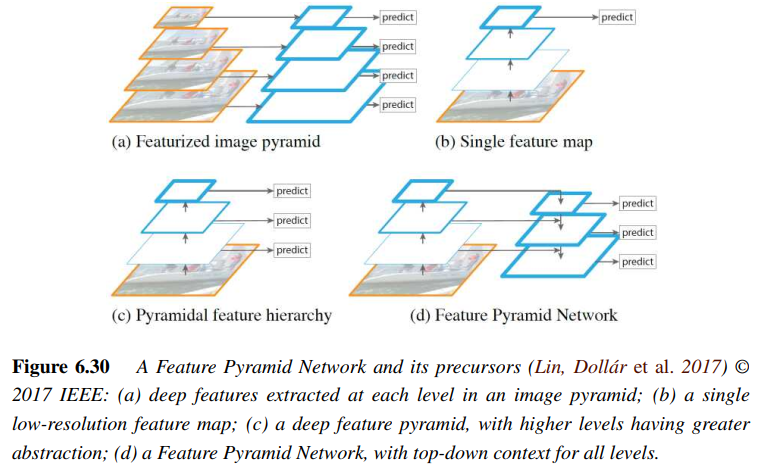 predict
predict
predict
predict
predict
(a) Featurized image pyramid
(b) Single feature map
predict
predict
predict
predict
predict
predict
(c) Pyramidal feature hierarchy
(d) Feature Pyramid Network
Figure 6.30 A Feature Pyramid Network and its precursors (Lin, Dollár et al. 2017) ©
2017 IEEE: (a) deep features extracted at each level in an image pyramid; (b) a single
low-resolution feature map; (c) a deep feature pyramid, with higher levels having greater
abstraction; (d) a Feature Pyramid Network, with top-down context for all levels.